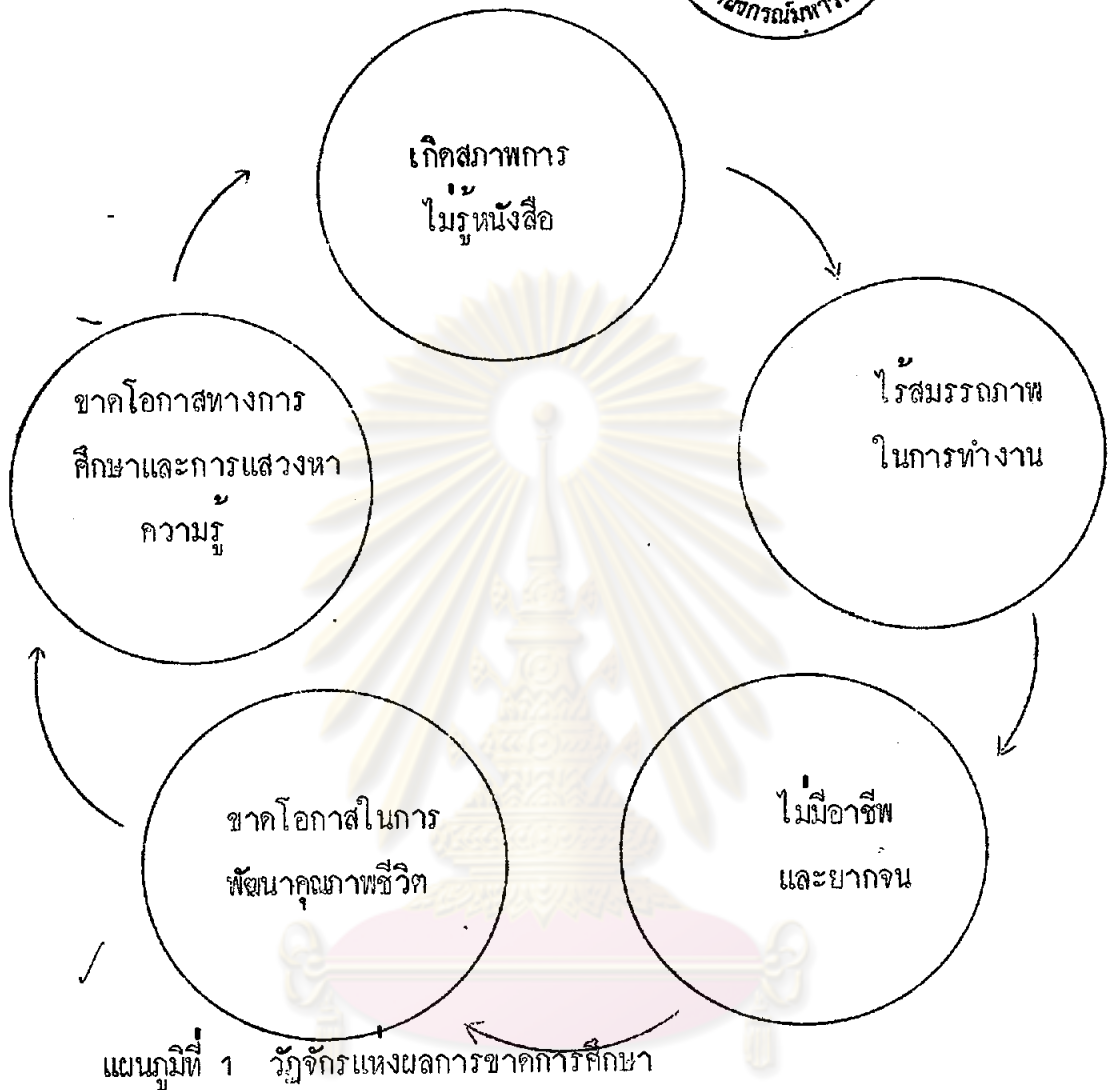 เกิดสภาพการ
ไม่รู้หนังสือ
ไร้สมรรถภาพ
ในการทำงาน
ไม่มีอาชีพ
และยากจน
ขาดโอกาสในการ
พัฒนาคุณภาพชีวิต
ขาดโอกาสทางการ
ศึกษาและการแสวงหา
ความรู้
แผนภูมิที่ 1 วัฏจักรแห่งผลการขาดการศึกษา